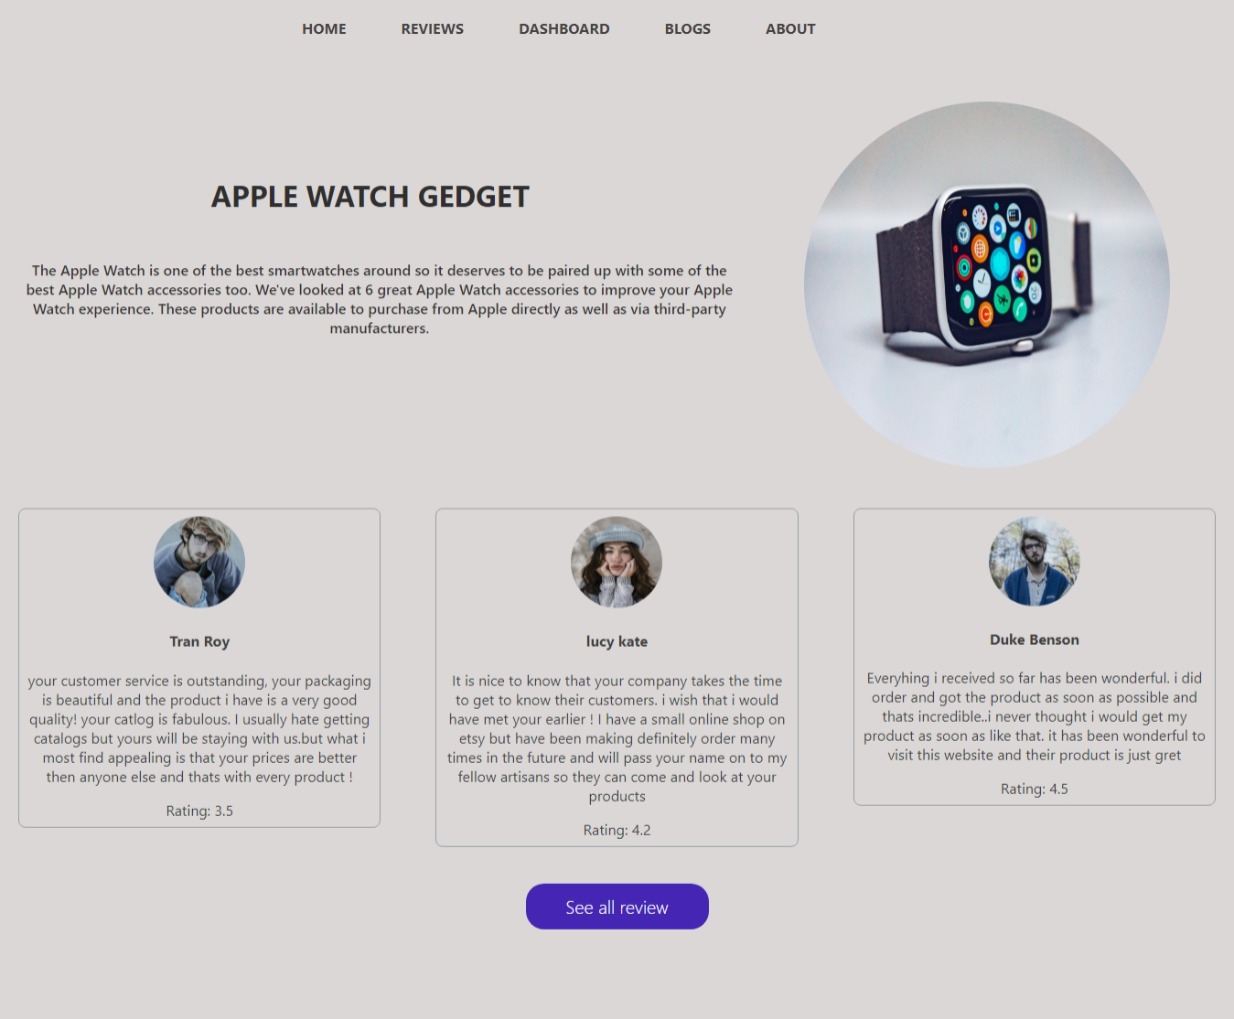 HOME REVIEWS DASHBOARD BLOGS ABOUT
APPLE WATCH GEDGET
The Apple Watch is one of the best smartwatches around so it deserves to be paired up with some of the
best Apple Watch accessories too. We've looked at 6 great Apple Watch accessories to improve your Apple
Watch experience. These products are available to purchase from Apple directly as well as via third-party
manufacturers.
Tran Roy
your customer service is outstanding, your packaging
is beautiful and the product i have is a very good
quality! your catlog is fabulous. I usually hate getting
catalogs but yours will be staying with us.but what i
most find appealing is that your prices are better
then anyone else and thats with every product !
Rating: 3.5
lucy kate
It is nice to know that your company takes the time
to get to know their customers. i wish that i would
have met your earlier ! I have a small online shop on
etsy but have been making definitely order many
times in the future and will pass your name on to my
fellow artisans so they can come and look at your
products
Rating: 4.2
Duke Benson
Everyhing i received so far has been wonderful. i did
order and got the product as soon as possible and
thats incredible..i never thought i would get my
product as soon as like that. it has been wonderful to
visit this website and their product is just gret
Rating: 4.5
See all review